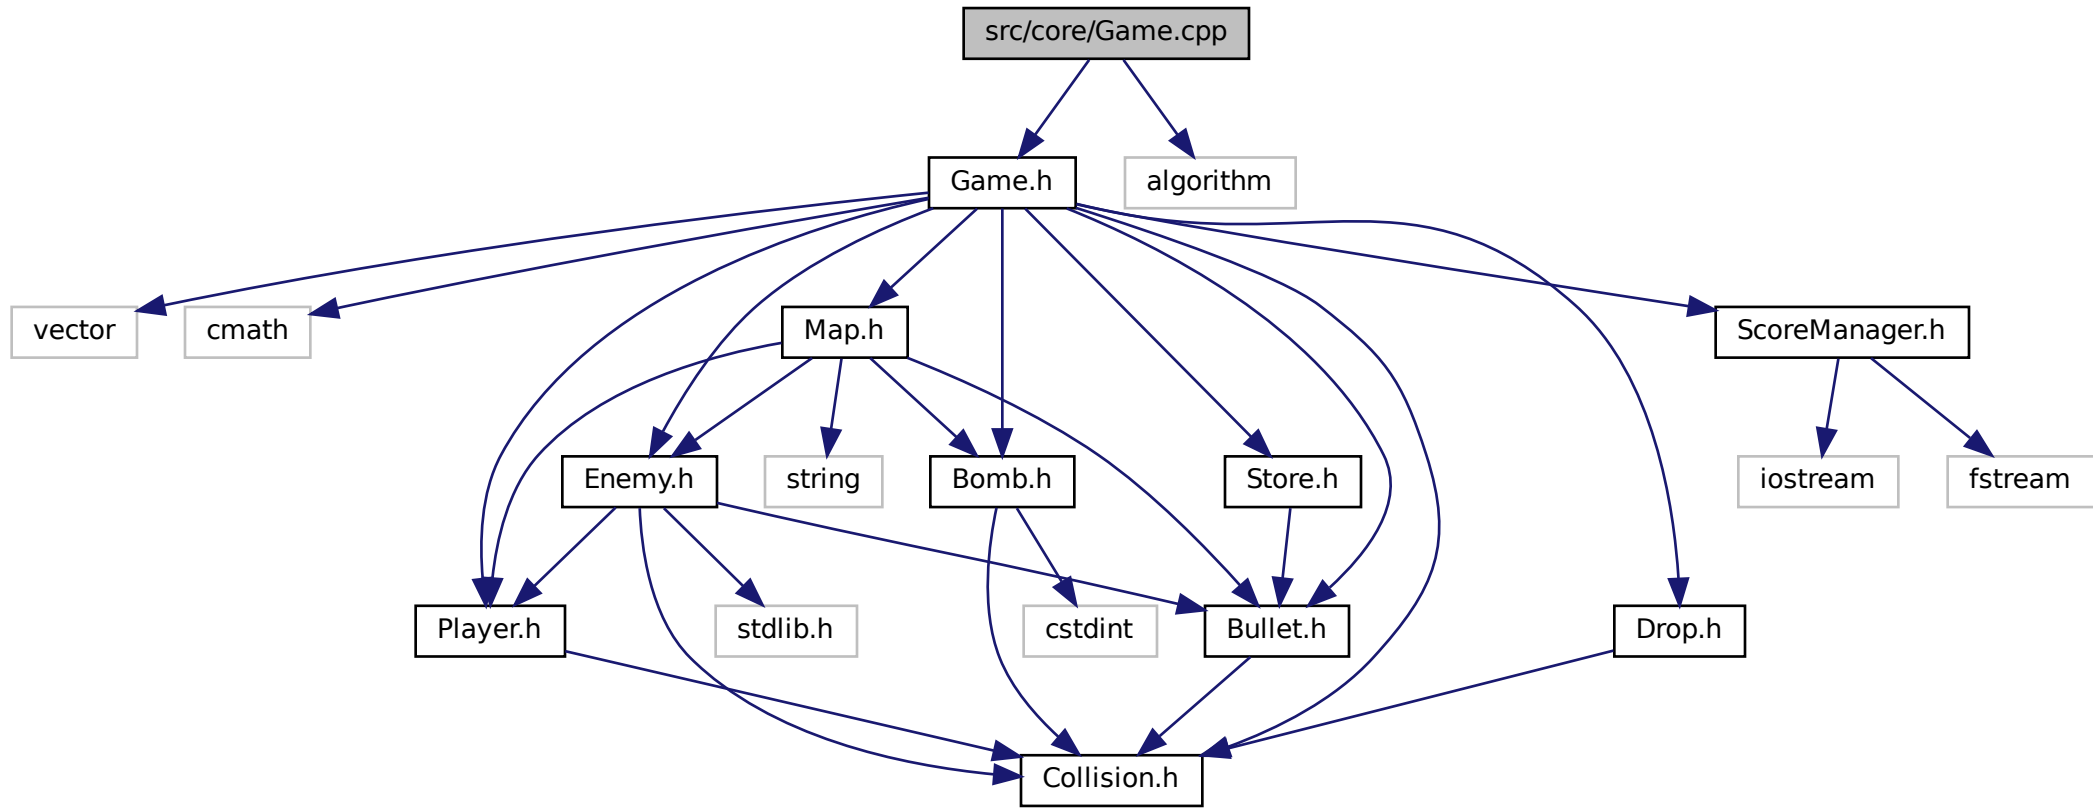 src/core/Game.cpp
Game.h
algorithm
vector
cmath
Map.h
ScoreManager.h
Enemy.h
string
Bomb.h
Store.h
iostream
fstream
Player.h
stdlib.h
cstdint
Bullet.h
Drop.h
Collision.h